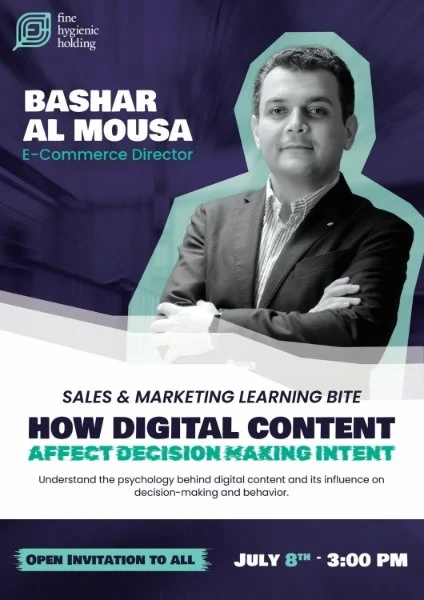 fine
hygienic
holding
BASHAR
AL MOUSA
E-Commerce Director
SALES & MARKETING LEARNING BITE
HOW DIGITAL CONTENT
AFFECT DECISION MAKING INTENT
Understand the psychology behind digital content and its influence on
decision-making and behavior.
OPEN INVITATION TO ALL
JULY 8TH - 3:00 PM